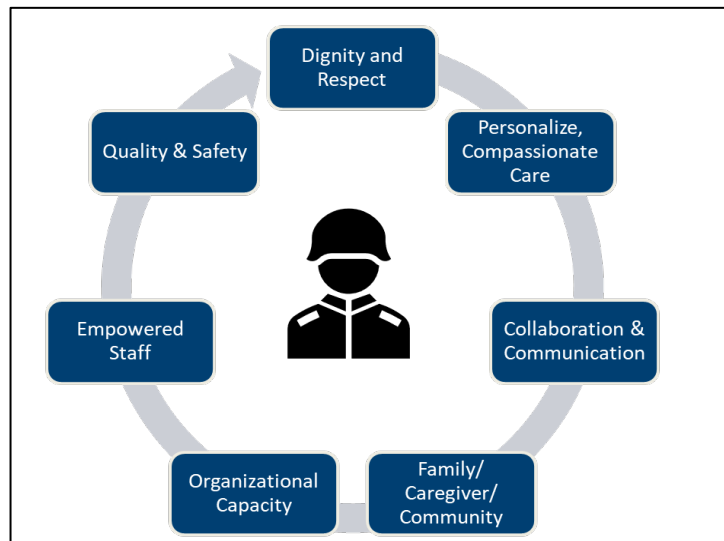 Dignity and
Respect
Personalize,
Compassionate
Care
Collaboration &
Communication
Family/
Caregiver/
Community
Organizational
Capacity
Empowered
Staff
Quality & Safety